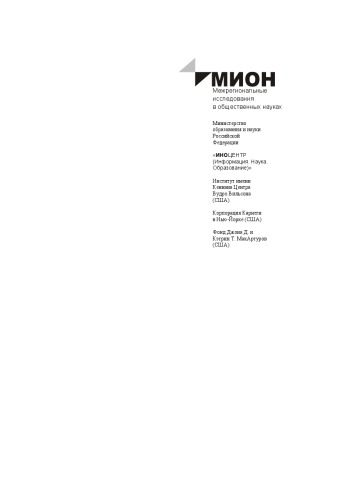 МИОН
Межрегиональные
исследования
в общественных науках
Министерство
образования и науки
Российской
Федерации
«ИНОЦЕНТР
(Информация. Наука.
Образование)»
Институт имени
Кеннана Центра
Вудро Вильсона
(США)
Корпорация Карнеги
в Нью-Йорке (США)
Фонд Джона Д. и
Кэтрин Т. МакАртуров
(США)